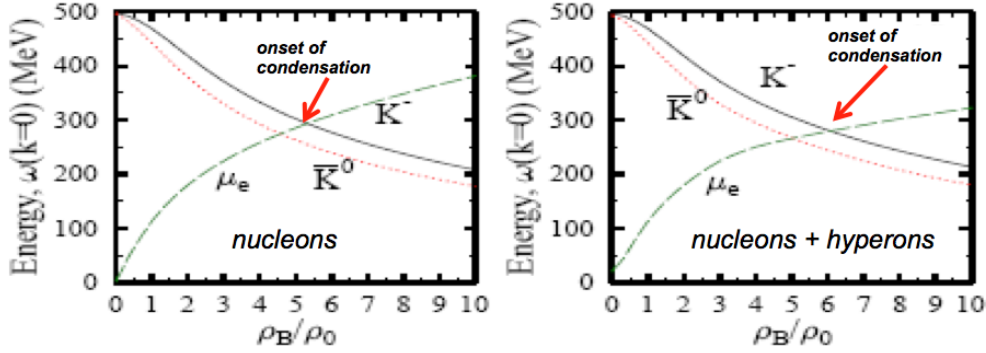 500
400
300
200
100
0
Energy, ω(k=0) (MeV)
onset of
condensation
K⁻
K̅⁰
μₑ
nucleons
0 1 2 3 4 5 6 7 8 9 10
ρ_B/ρ₀
500
400
300
200
100
0
Energy, ω(k=0) (MeV)
onset of
condensation
K⁻
K̅⁰
μₑ
nucleons + hyperons
0 1 2 3 4 5 6 7 8 9 10
ρ_B/ρ₀